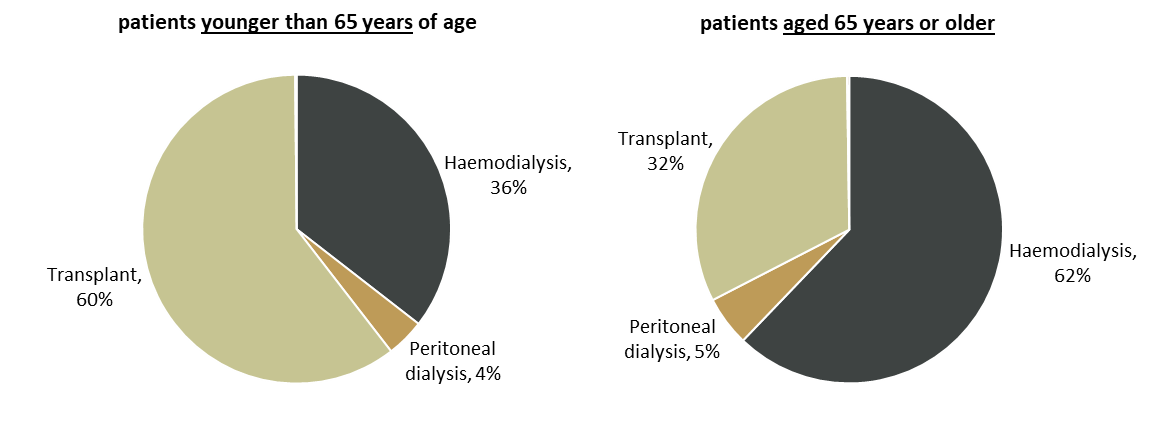 patients younger than 65 years of age
Haemodialysis,
36%
Peritoneal
dialysis, 4%
Transplant,
60%
patients aged 65 years or older
Transplant,
32%
Haemodialysis,
62%
Peritoneal
dialysis, 5%